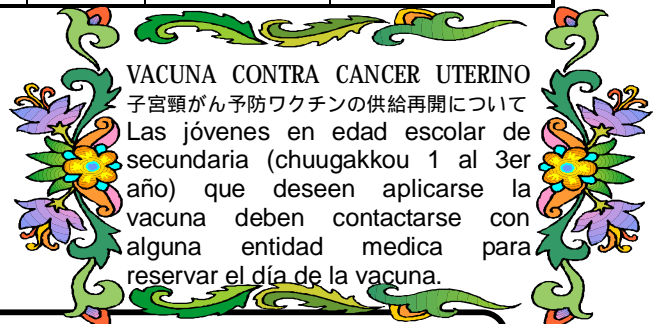 VACUNA CONTRA CANCER UTERINO
子宮頸がん予防ワクチンの供給再開について
Las jóvenes en edad escolar de
secundaria (chuugakkou 1 al 3er
año) que deseen aplicarse la
vacuna deben contactarse con
alguna entidad medica para
reservar el día de la vacuna.